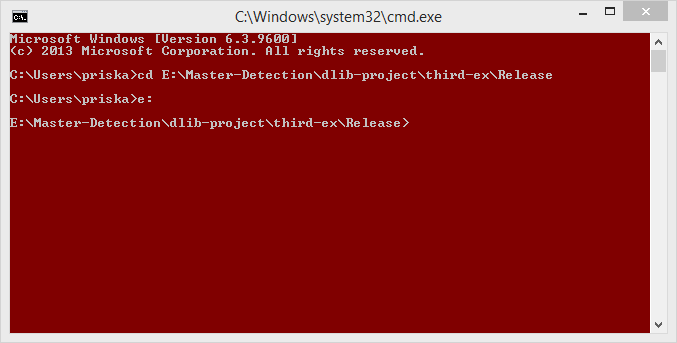 C:\Windows\system32\cmd.exe
Microsoft Windows [Version 6.3.9600]
(c) 2013 Microsoft Corporation. All rights reserved.
C:\Users\priska>cd E:\Master-Detection\dlib-project\third-ex\Release
C:\Users\priska>e:
E:\Master-Detection\dlib-project\third-ex\Release>